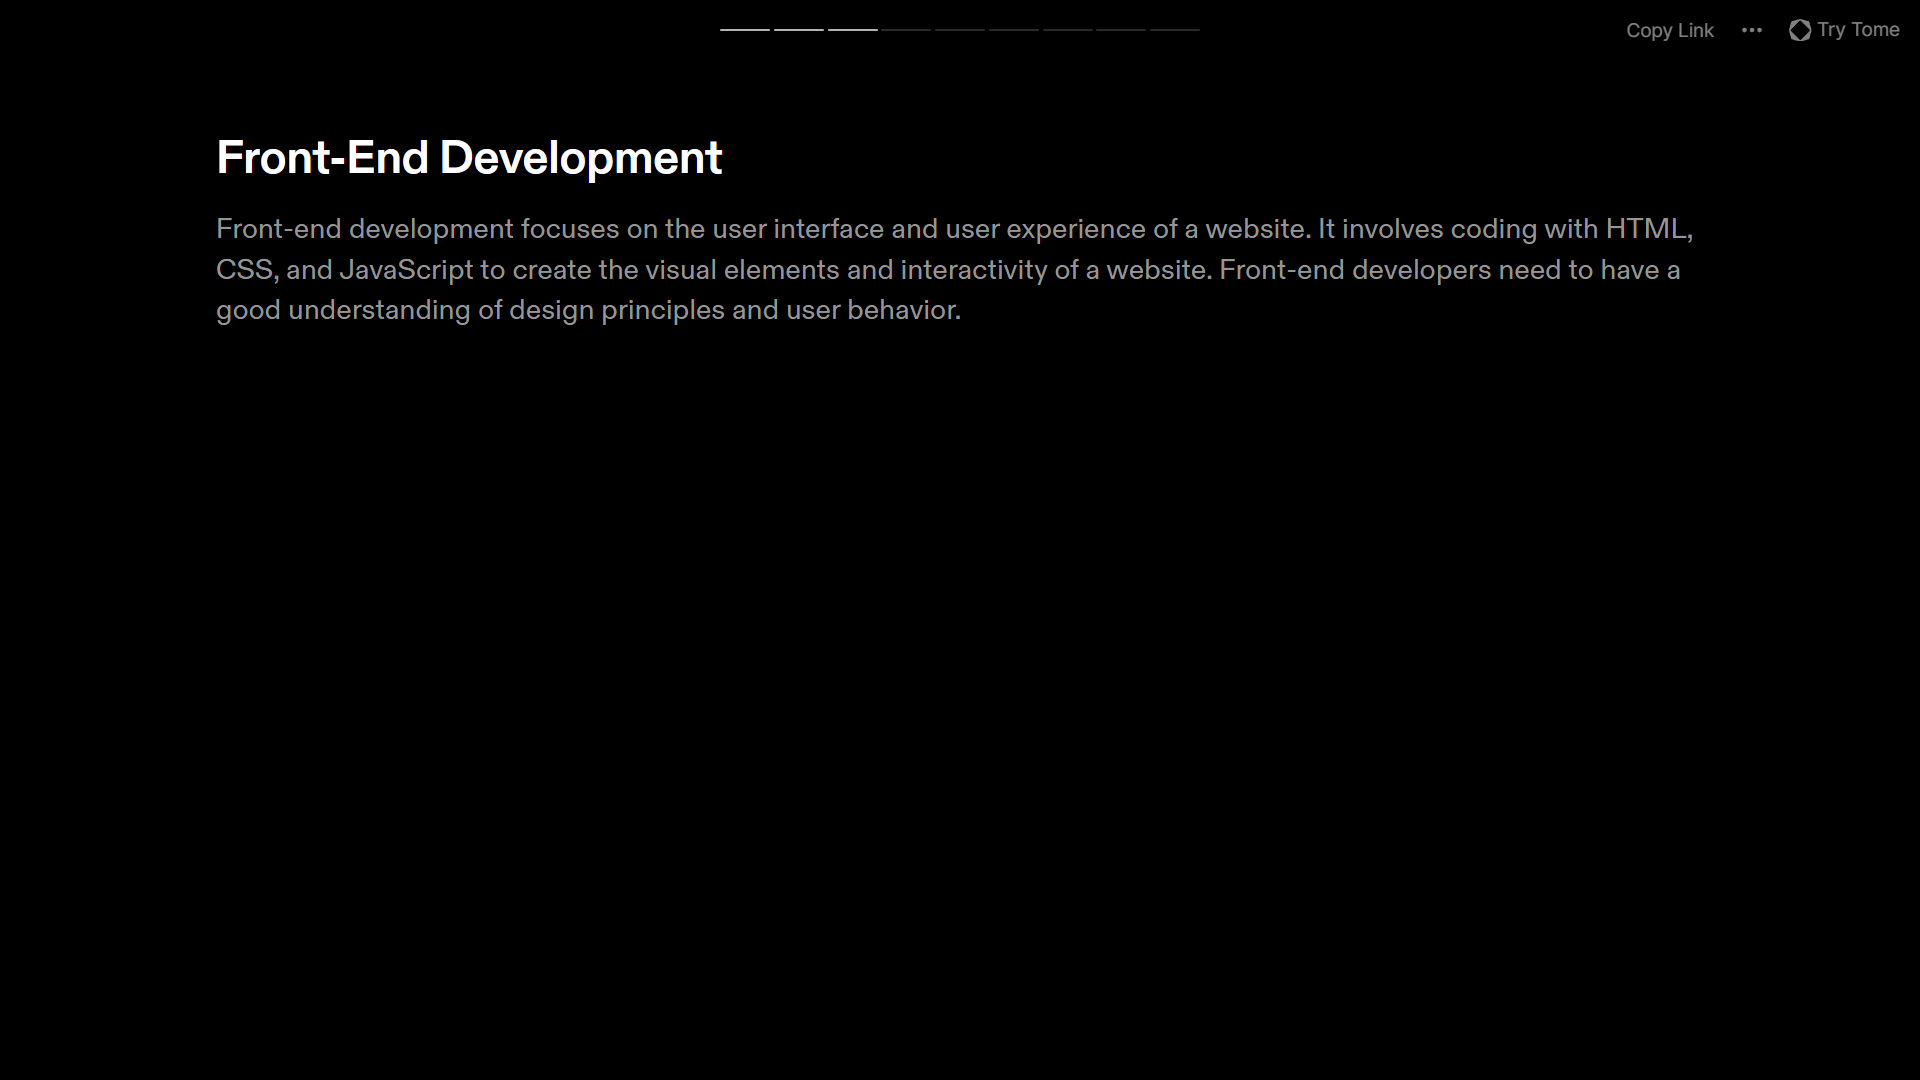 Copy Link
Try Tome
Front-End Development
Front-end development focuses on the user interface and user experience of a website. It involves coding with HTML,
CSS, and JavaScript to create the visual elements and interactivity of a website. Front-end developers need to have a
good understanding of design principles and user behavior.